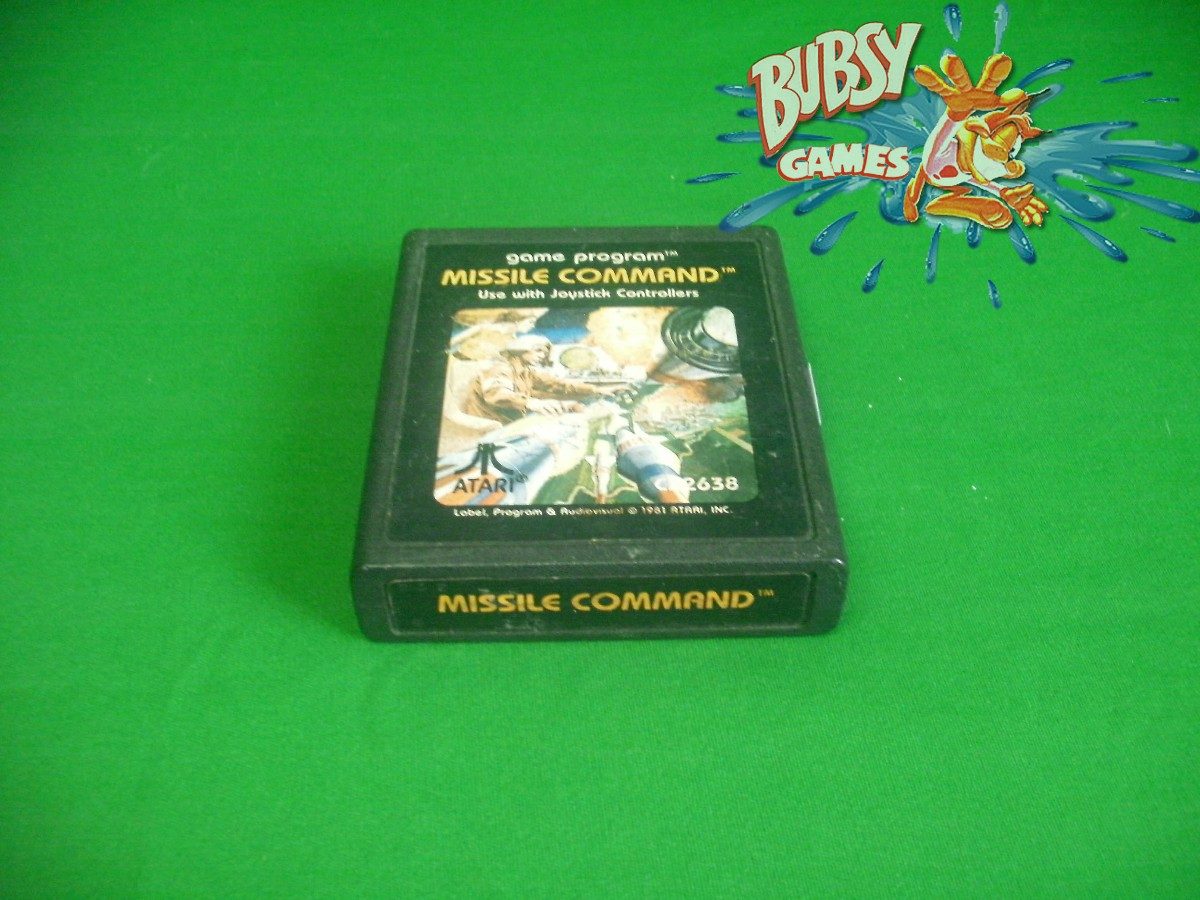 BUBSY
GAMES
game program™
MISSILE COMMAND™
Use with Joystick Controllers
ATARI®
2638
Label, Program & Audiovisual © 1981 ATARI, INC.
MISSILE COMMAND™